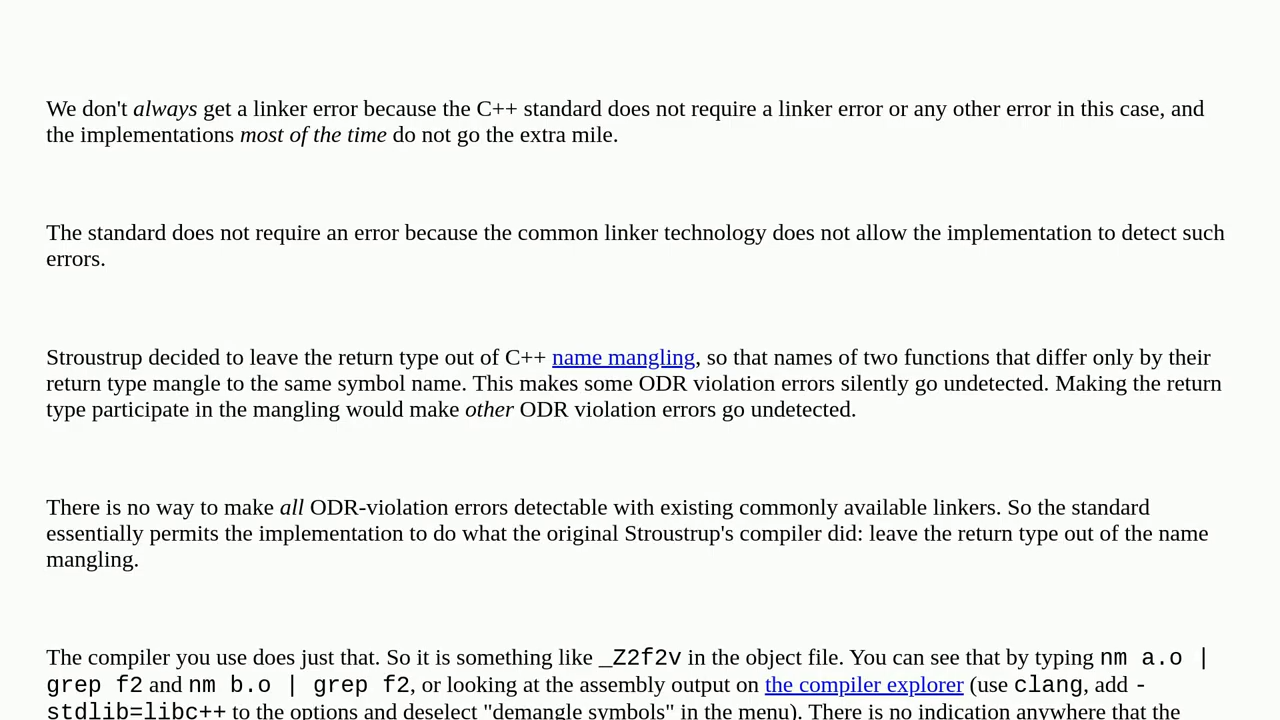 We don't always get a linker error because the C++ standard does not require a linker error or any other error in this case, and
the implementations most of the time do not go the extra mile.
The standard does not require an error because the common linker technology does not allow the implementation to detect such
errors.
Stroustrup decided to leave the return type out of C++ name mangling, so that names of two functions that differ only by their
return type mangle to the same symbol name. This makes some ODR violation errors silently go undetected. Making the return
type participate in the mangling would make other ODR violation errors go undetected.
There is no way to make all ODR-violation errors detectable with existing commonly available linkers. So the standard
essentially permits the implementation to do what the original Stroustrup's compiler did: leave the return type out of the name
mangling.
The compiler you use does just that. So it is something like _Z2f2v in the object file. You can see that by typing nm a.o |
grep f2 and nm b.o | grep f2, or looking at the assembly output on the compiler explorer (use clang, add -
stdlib=libc++ to the options and deselect "demangle symbols" in the menu). There is no indication anywhere that the